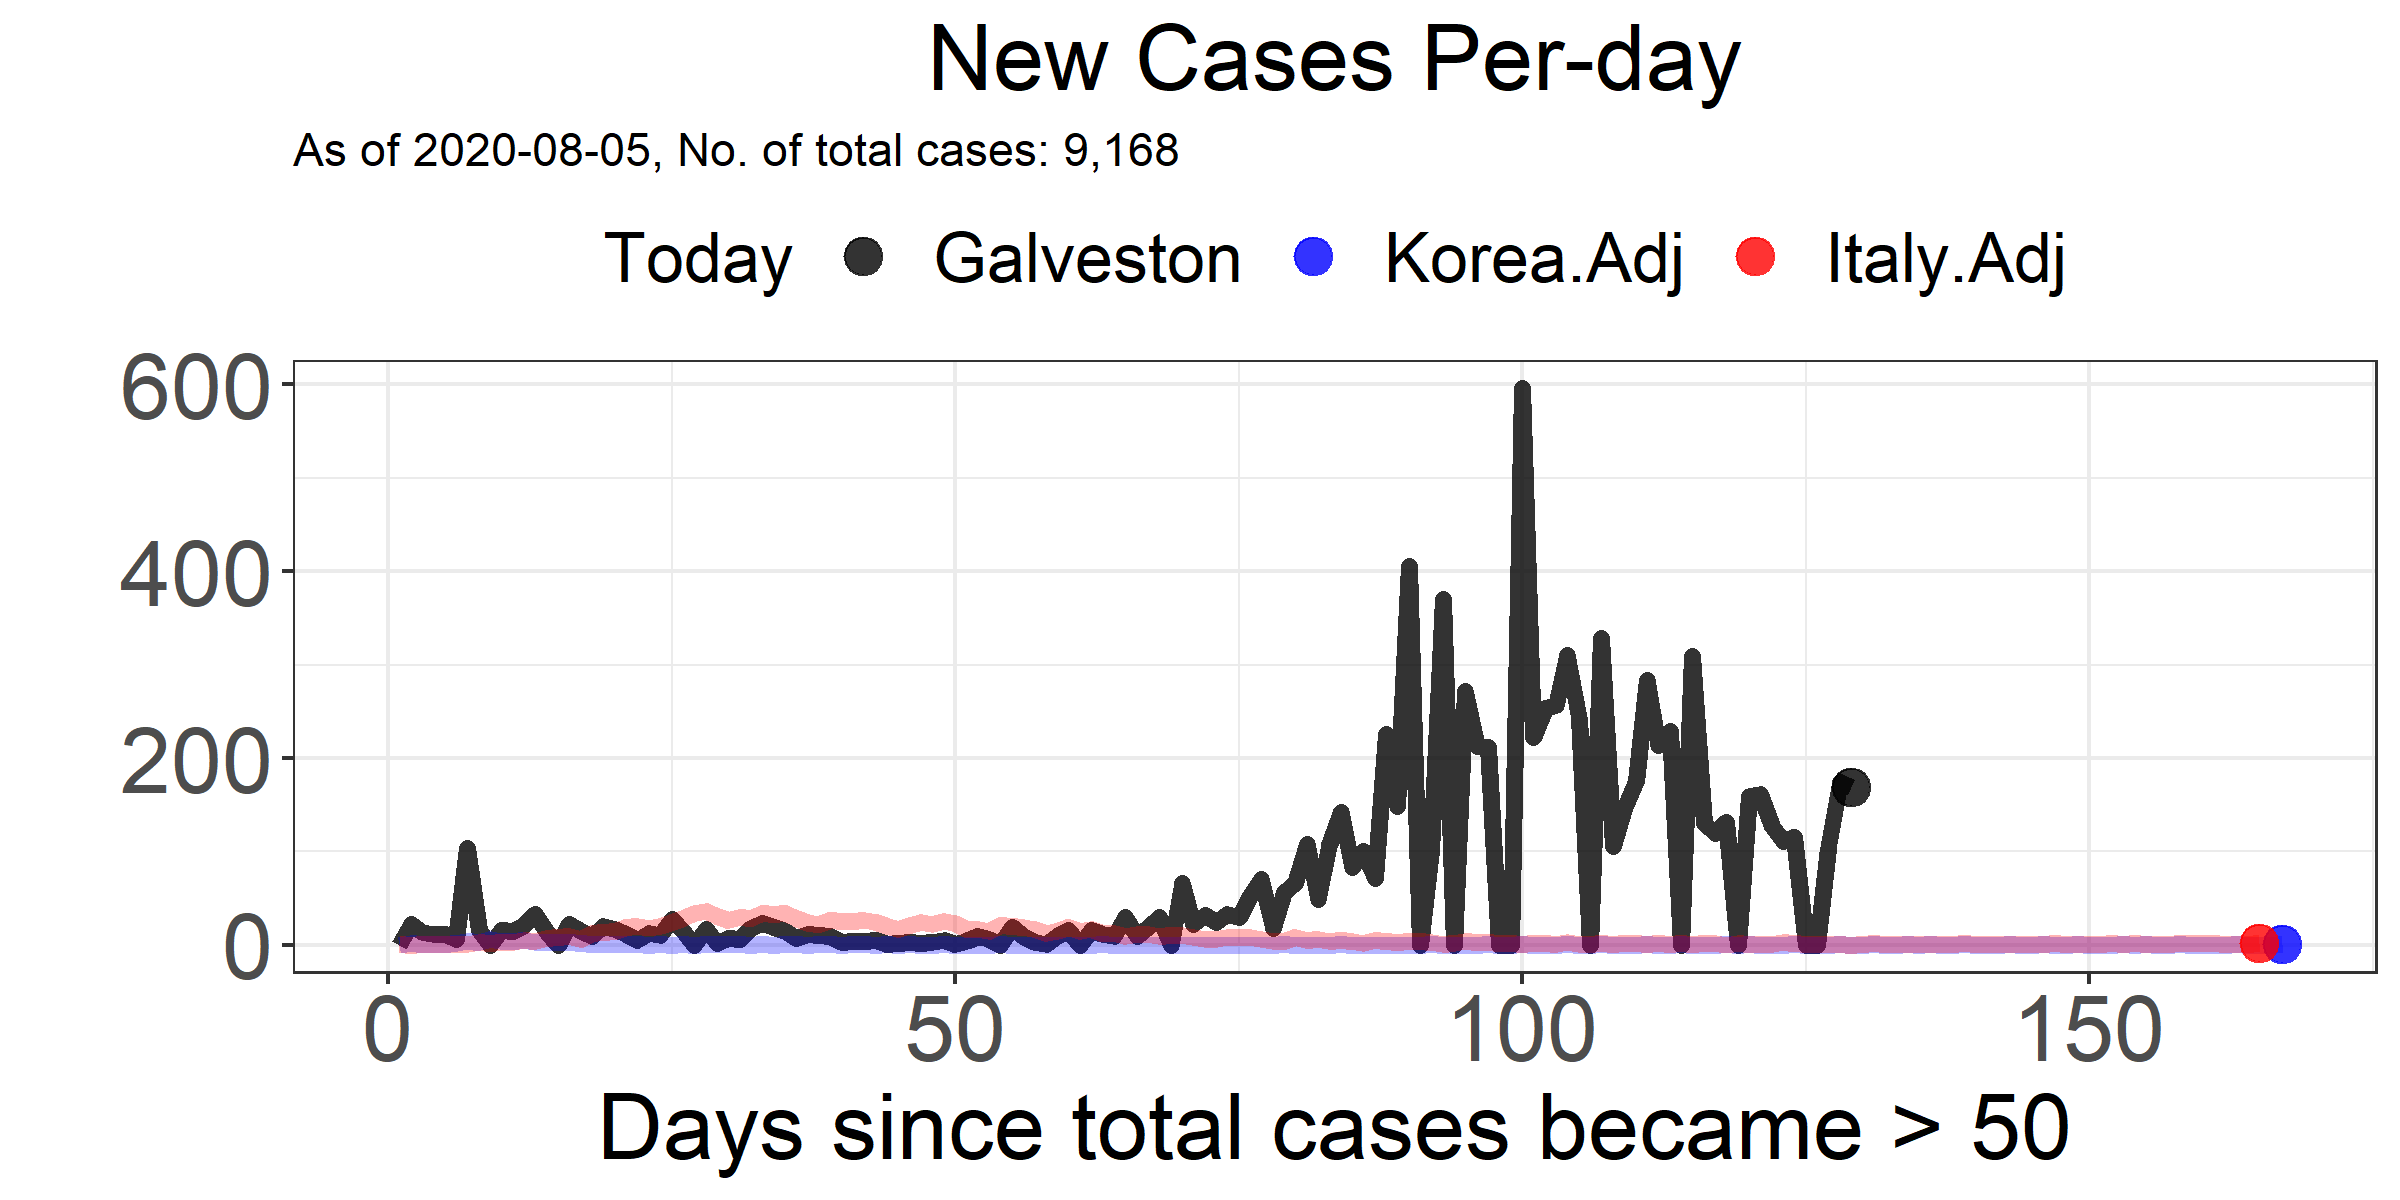 New Cases Per-day
As of 2020-08-05, No. of total cases: 9,168
Today Galveston Korea.Adj Italy.Adj
600
400
200
0
0 50 100 150
Days since total cases became > 50